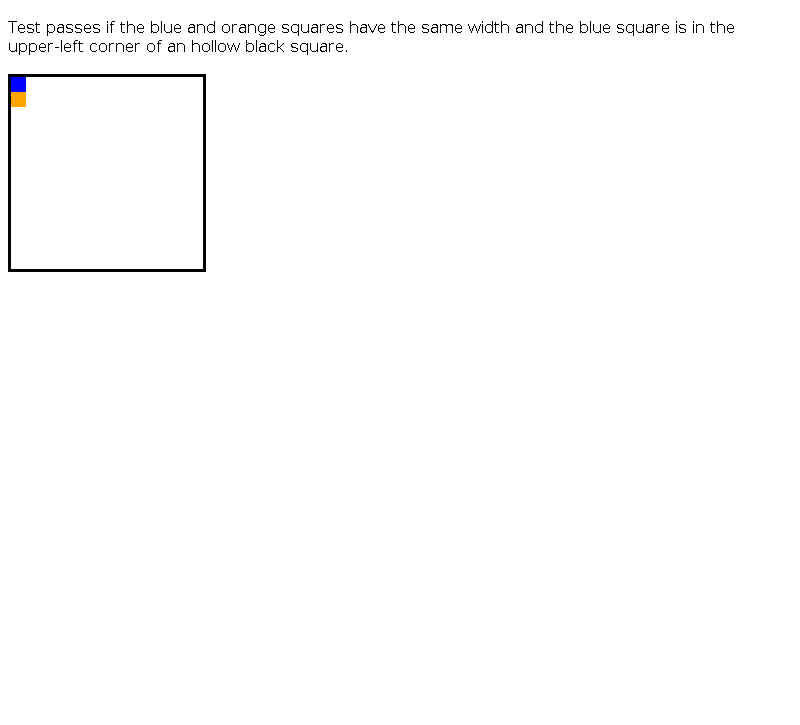 Test passes if the blue and orange squares have the same width and the blue square is in the
upper-left corner of an hollow black square.